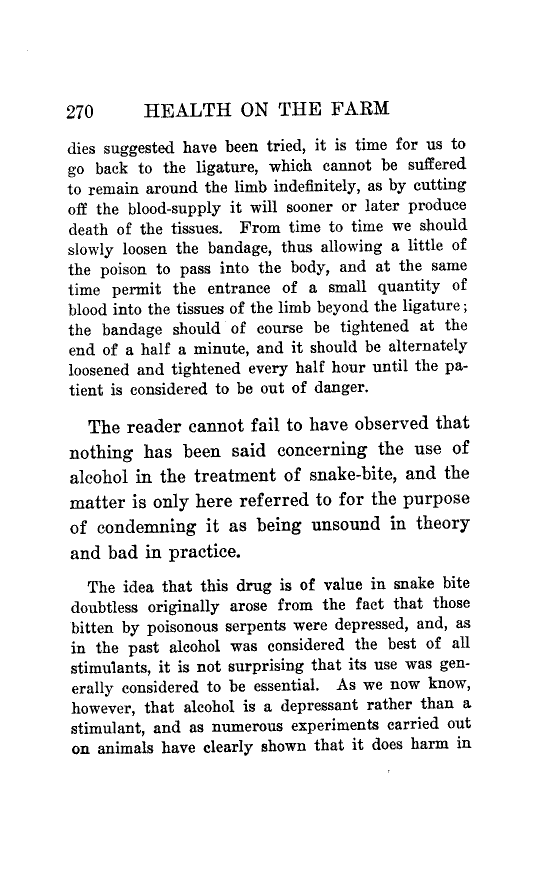 270 HEALTH ON THE FARM
dies suggested have been tried, it is time for us to
go back to the ligature, which cannot be suffered
to remain around the limb indefinitely, as by cutting
off the blood-supply it will sooner or later produce
death of the tissues. From time to time we should
slowly loosen the bandage, thus allowing a little of
the poison to pass into the body, and at the same
time permit the entrance of a small quantity of
blood into the tissues of the limb beyond the ligature;
the bandage should of course be tightened at the
end of a half a minute, and it should be alternately
loosened and tightened every half hour until the pa-
tient is considered to be out of danger.
The reader cannot fail to have observed that
nothing has been said concerning the use of
alcohol in the treatment of snake-bite, and the
matter is only here referred to for the purpose
of condemning it as being unsound in theory
and bad in practice.
The idea that this drug is of value in snake bite
doubtless originally arose from the fact that those
bitten by poisonous serpents were depressed, and, as
in the past alcohol was considered the best of all
stimulants, it is not surprising that its use was gen-
erally considered to be essential. As we now know,
however, that alcohol is a depressant rather than a
stimulant, and as numerous experiments carried out
on animals have clearly shown that it does harm in